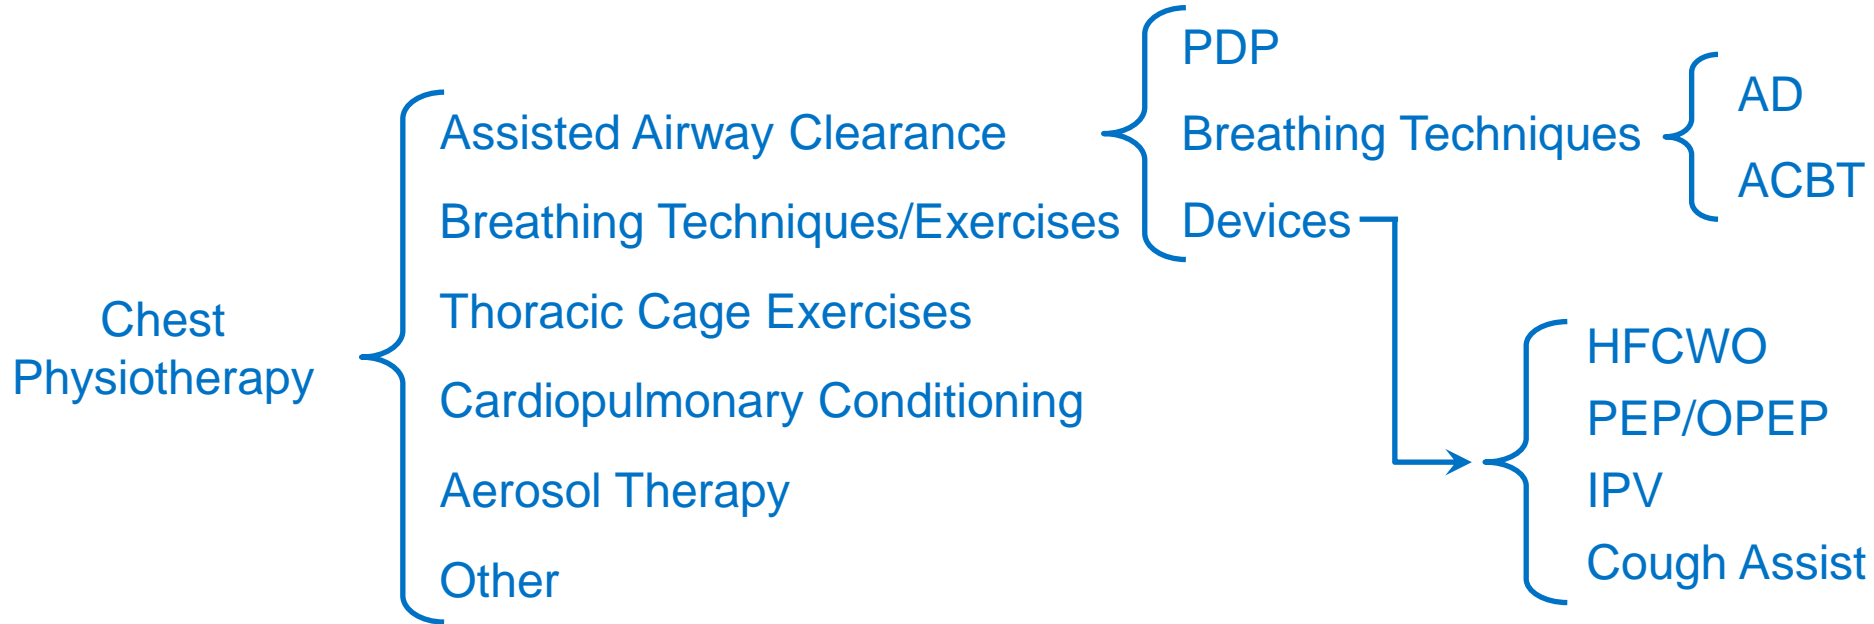 Chest
Physiotherapy
Assisted Airway Clearance
Breathing Techniques/Exercises
Thoracic Cage Exercises
Cardiopulmonary Conditioning
Aerosol Therapy
Other
PDP
Breathing Techniques
Devices
AD
ACBT
HFCWO
PEP/OPEP
IPV
Cough Assist